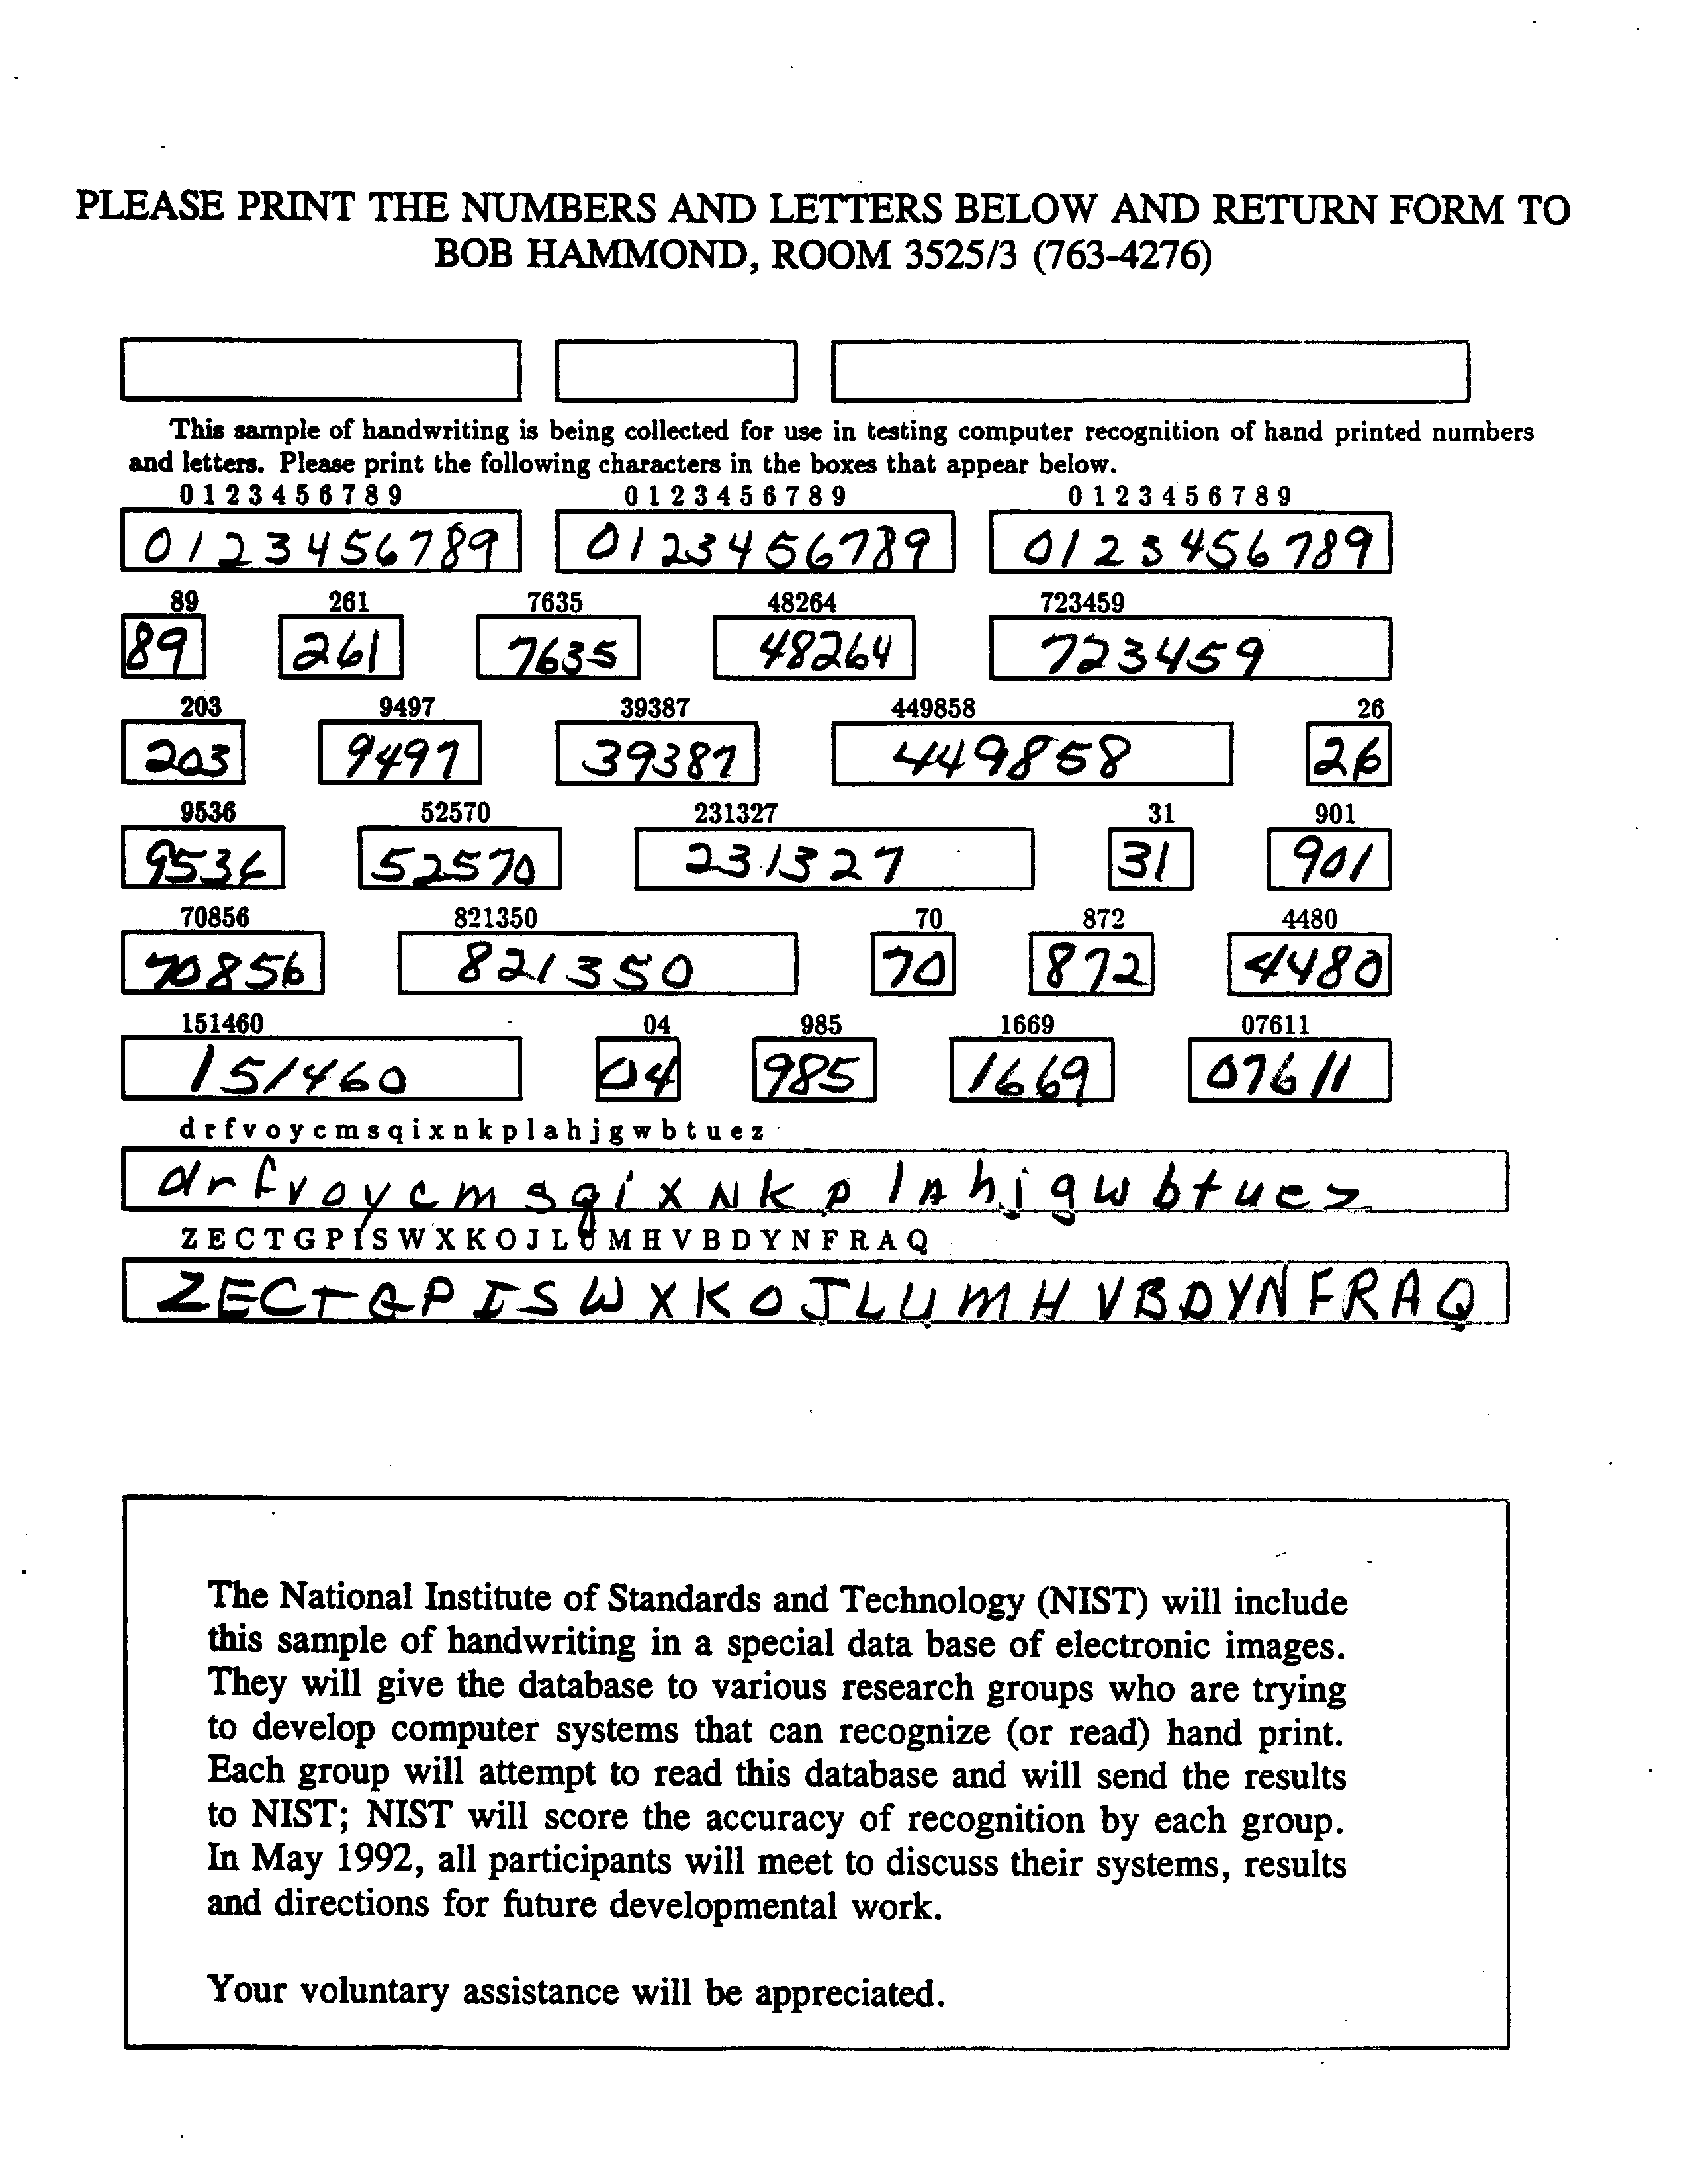 PLEASE PRINT THE NUMBERS AND LETTERS BELOW AND RETURN FORM TO
BOB HAMMOND, ROOM 3525/3 (763-4276)
This sample of handwriting is being collected for use in testing computer recognition of hand printed numbers
and letters. Please print the following characters in the boxes that appear below.
0 1 2 3 4 5 6 7 8 9 0 1 2 3 4 5 6 7 8 9 0 1 2 3 4 5 6 7 8 9
0123456789 0123456789 0123456789
89 261 7635 48264 723459
89 261 7635 48264 723459
203 9497 39387 449858 26
203 9497 39387 449858 26
9536 52570 231327 31 901
9536 52570 231327 31 901
70856 821350 70 872 4480
70856 821350 70 872 4480
151460 04 985 1669 07611
151460 04 985 1669 07611
d r f v o y c m s q i x n k p l a h j g w b t u e z
d r f v o y c m s q i x N k p l A h j g w b t u e z
Z E C T G P I S W X K O J L U M H V B D Y N F R A Q
Z E C T G P I S W X K O J L U M H V B D Y N F R A Q
The National Institute of Standards and Technology (NIST) will include
this sample of handwriting in a special data base of electronic images.
They will give the database to various research groups who are trying
to develop computer systems that can recognize (or read) hand print.
Each group will attempt to read this database and will send the results
to NIST; NIST will score the accuracy of recognition by each group.
In May 1992, all participants will meet to discuss their systems, results
and directions for future developmental work.
Your voluntary assistance will be appreciated.